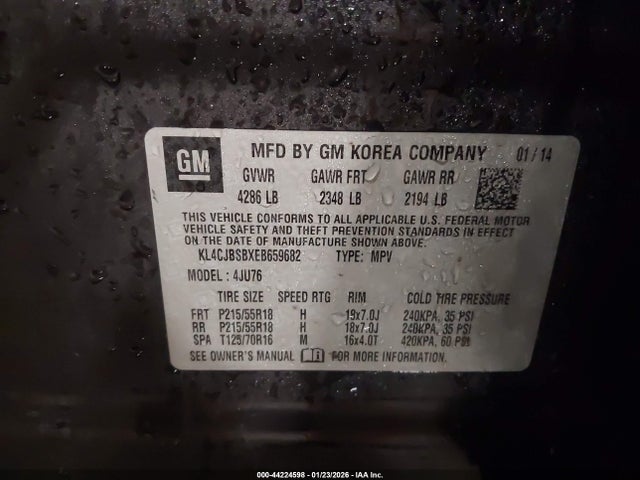 GM
MFD BY GM KOREA COMPANY 01/14
GVWR GAWR FRT GAWR RR
4286 LB 2348 LB 2194 LB
THIS VEHICLE CONFORMS TO ALL APPLICABLE U.S. FEDERAL MOTOR
VEHICLE SAFETY AND THEFT PREVENTION STANDARDS IN EFFECT
ON THE DATE OF MANUFACTURE SHOWN ABOVE.
KL4CJBSBXEB659682 TYPE: MPV
MODEL: 4JU76
TIRE SIZE SPEED RTG RIM COLD TIRE PRESSURE
FRT P215/55R18 H 19x7.0J 240KPA, 35 PSI
RR P215/55R18 H 18x7.0J 240KPA, 35 PSI
SPA T125/70R16 M 16x4.0T 420KPA, 60 PSI
SEE OWNER'S MANUAL FOR MORE INFORMATION.
000-44224598 - 01/23/2026 - IAA Inc.